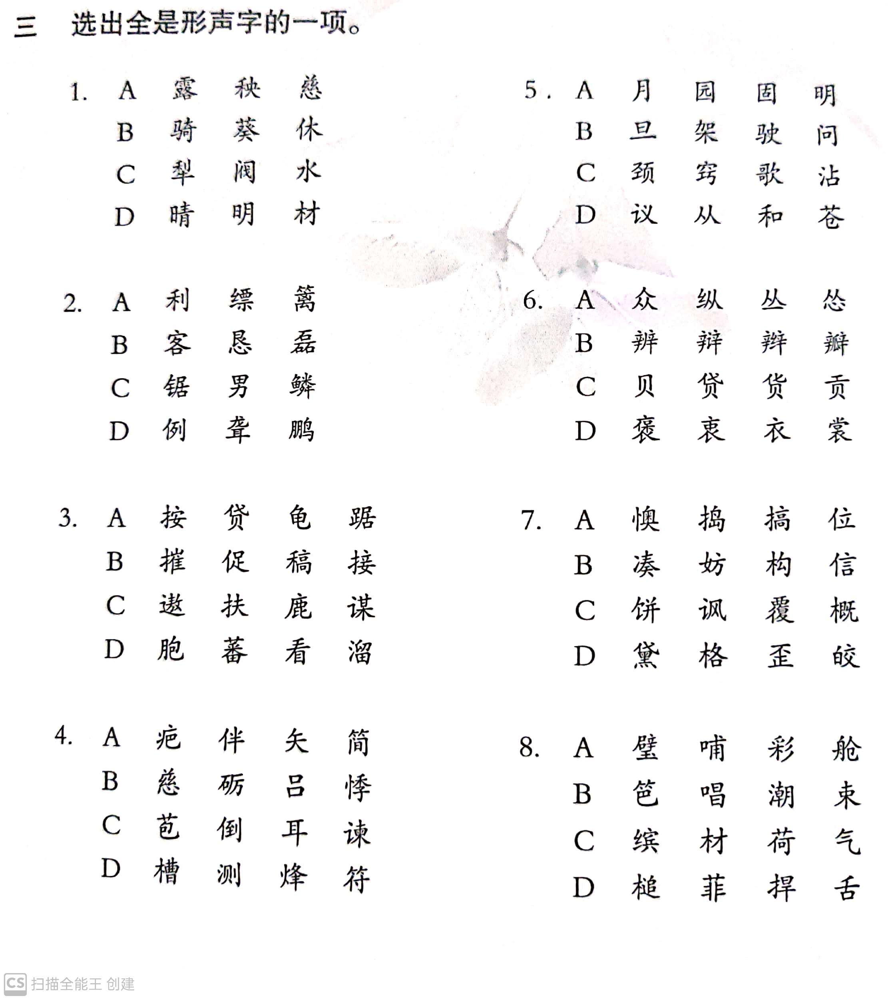 三 选出全是形声字的一项。
1. A 露 秧 慈
B 骑 葵 休
C 犁 阀 水
D 晴 明 材
2. A 利 缥 篱
B 客 恳 磊
C 锯 男 鳞
D 例 聋 鹏
3. A 按 贷 龟 踞
B 摧 促 稿 接
C 遨 扶 鹿 谋
D 胞 蕃 看 溜
4. A 疤 伴 矢 简
B 慈 砺 吕 悸
C 苞 倒 耳 谏
D 槽 测 烽 符
5. A 月 园 固 明
B 旦 架 驶 问
C 颈 窍 歌 沾
D 议 从 和 苍
6. A 众 纵 丛 怂
B 辨 辩 辫 瓣
C 贝 贷 货 贡
D 褒 衷 衣 裳
7. A 懊 捣 搞 位
B 凑 妨 构 信
C 饼 讽 覆 概
D 黛 格 歪 皎
8. A 璧 哺 彩 舱
B 笆 唱 潮 束
C 缤 材 荷 气
D 槌 菲 捍 舌
CS 扫描全能王 创建